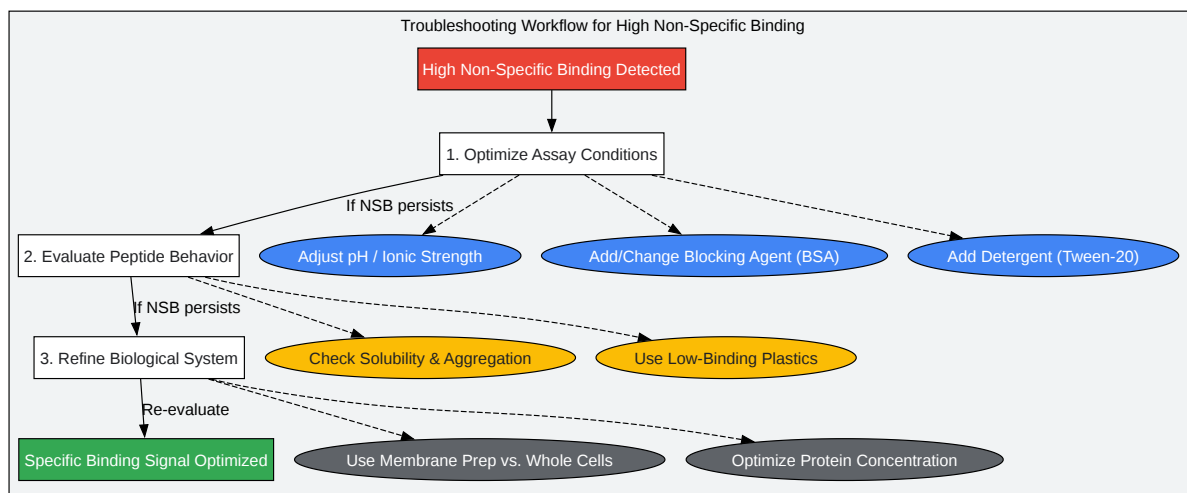 Troubleshooting Workflow for High Non-Specific Binding
High Non-Specific Binding Detected
1. Optimize Assay Conditions
If NSB persists
2. Evaluate Peptide Behavior
Adjust pH / Ionic Strength
Add/Change Blocking Agent (BSA)
Add Detergent (Tween-20)
If NSB persists
3. Refine Biological System
Check Solubility & Aggregation
Use Low-Binding Plastics
Re-evaluate
Specific Binding Signal Optimized
Use Membrane Prep vs. Whole Cells
Optimize Protein Concentration